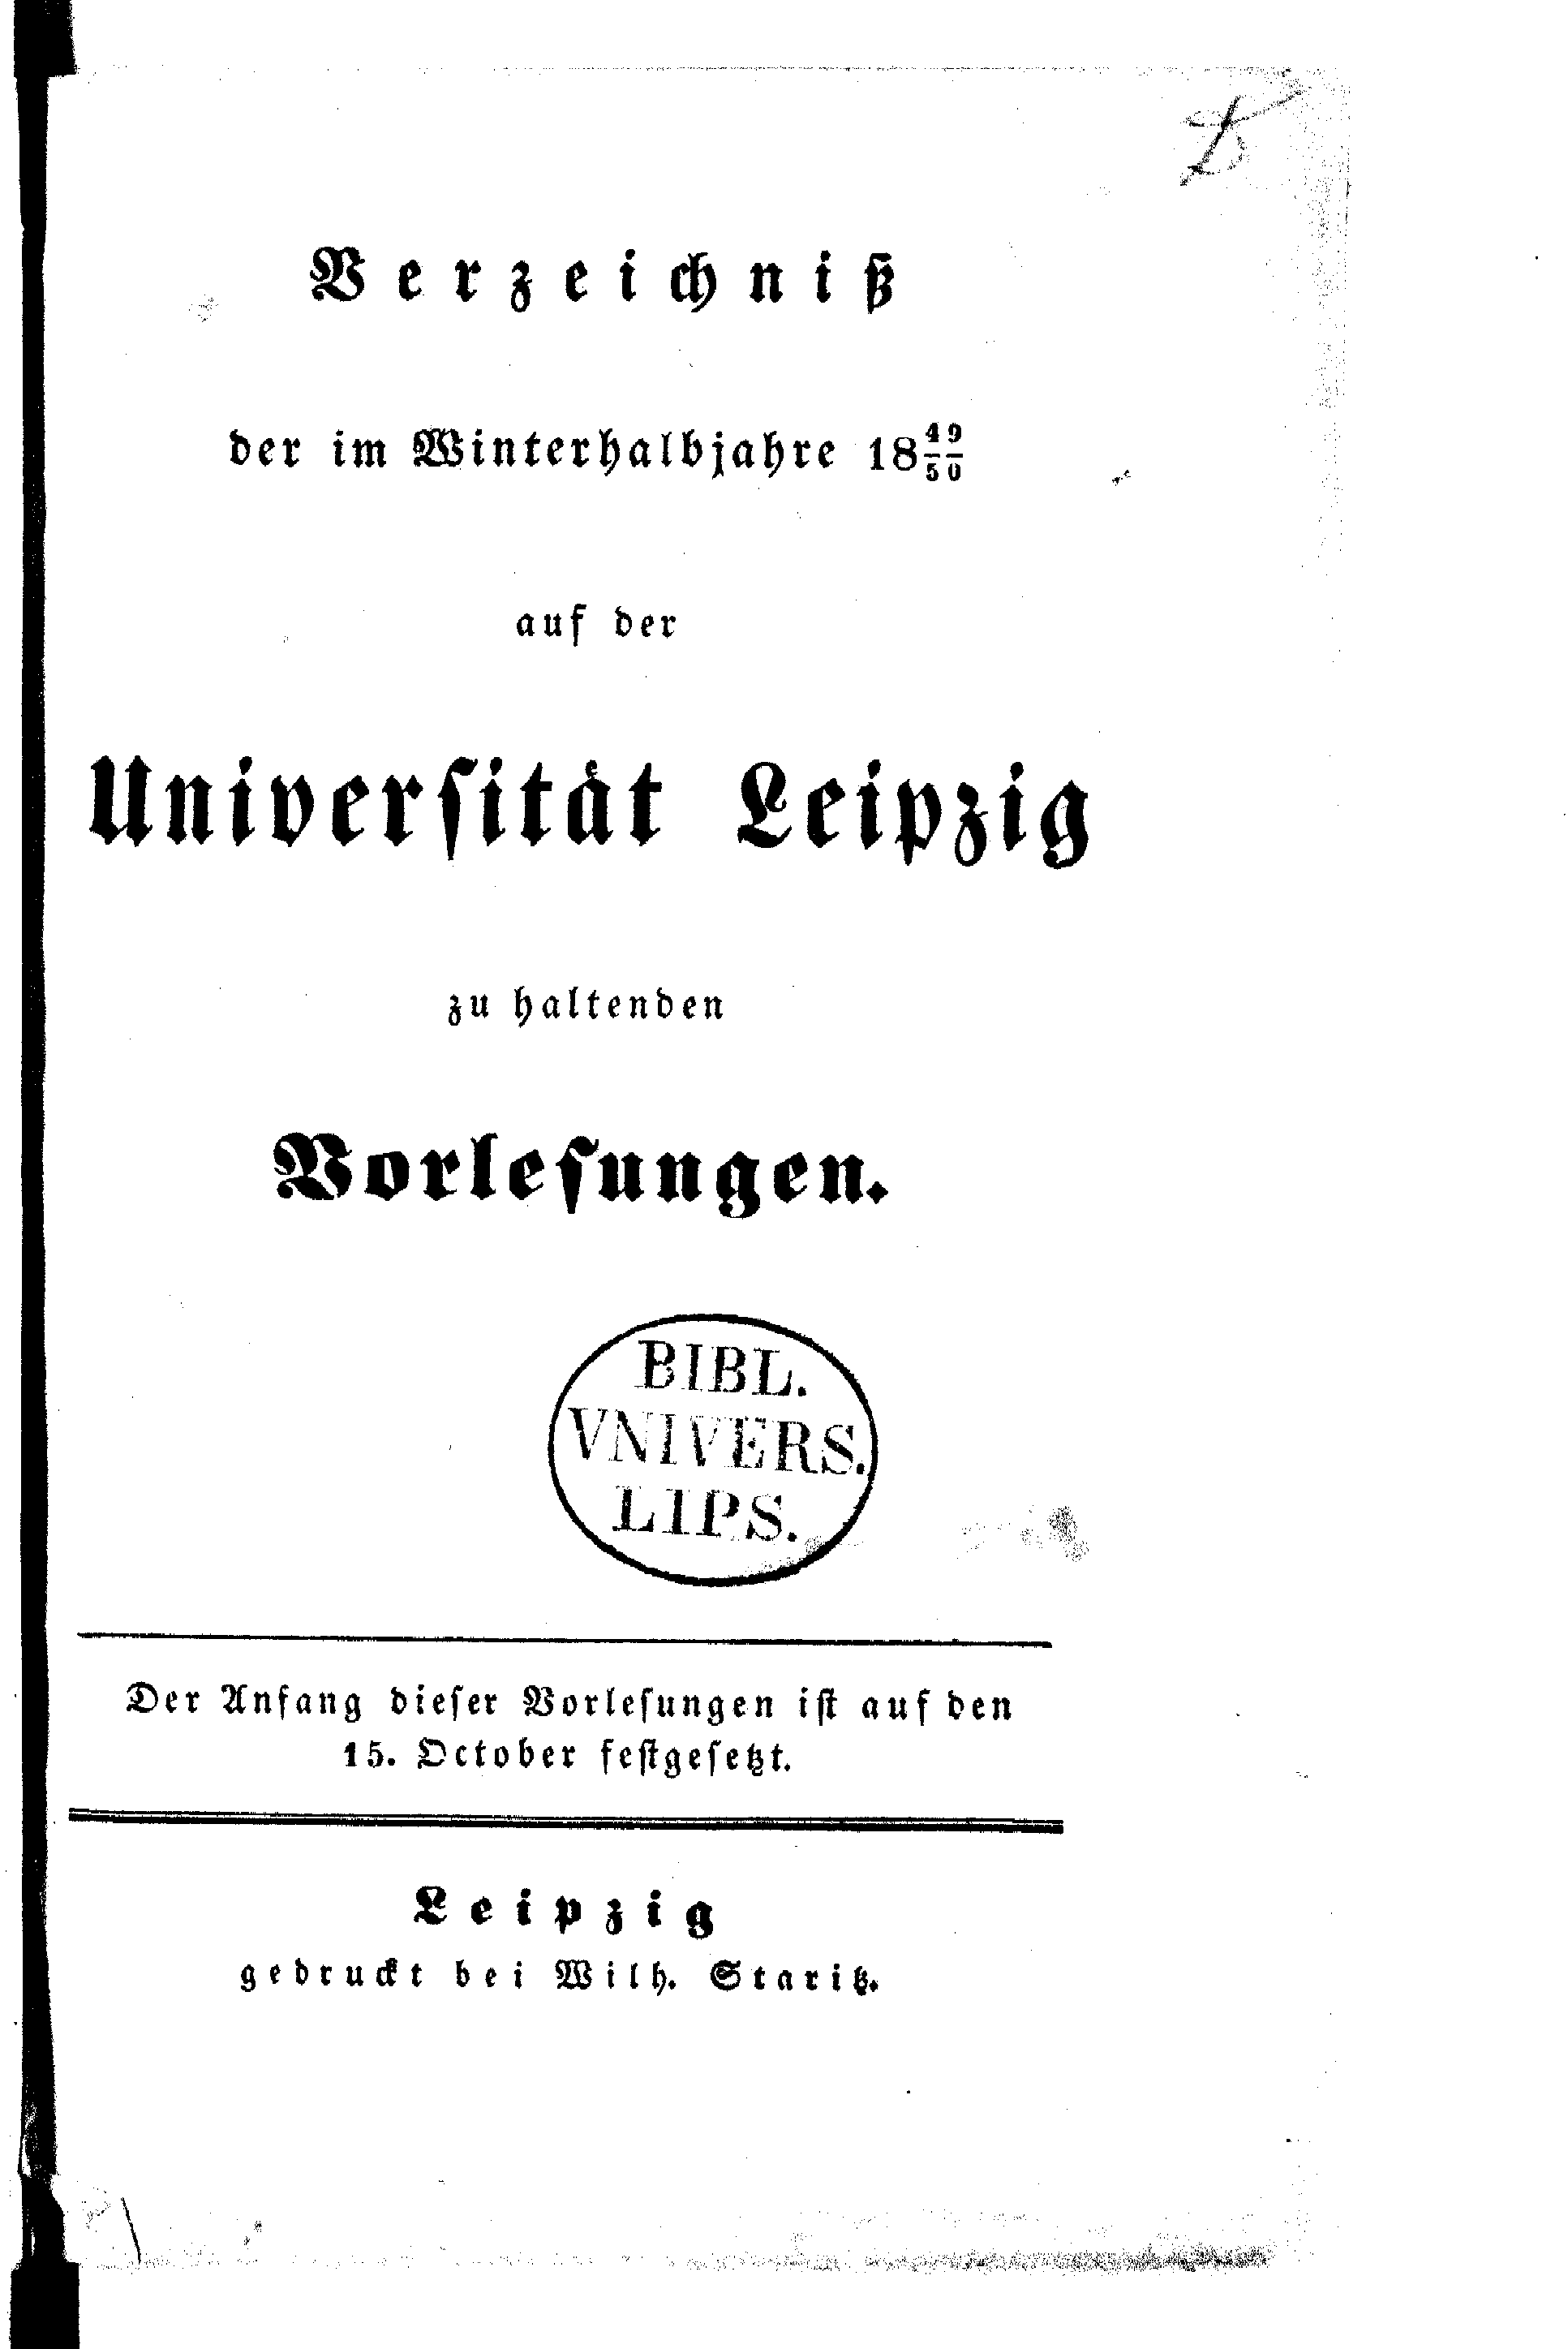 Verzeichniß
der im Winterhalbjahre 18 49/50
auf der
Universität Leipzig
zu haltenden
Vorlesungen.
BIBL.
VNIVERS.
LIPS.
Der Anfang dieser Vorlesungen ist auf den
15. October festgesetzt.
Leipzig
gedruckt bei Wilh. Staritz.